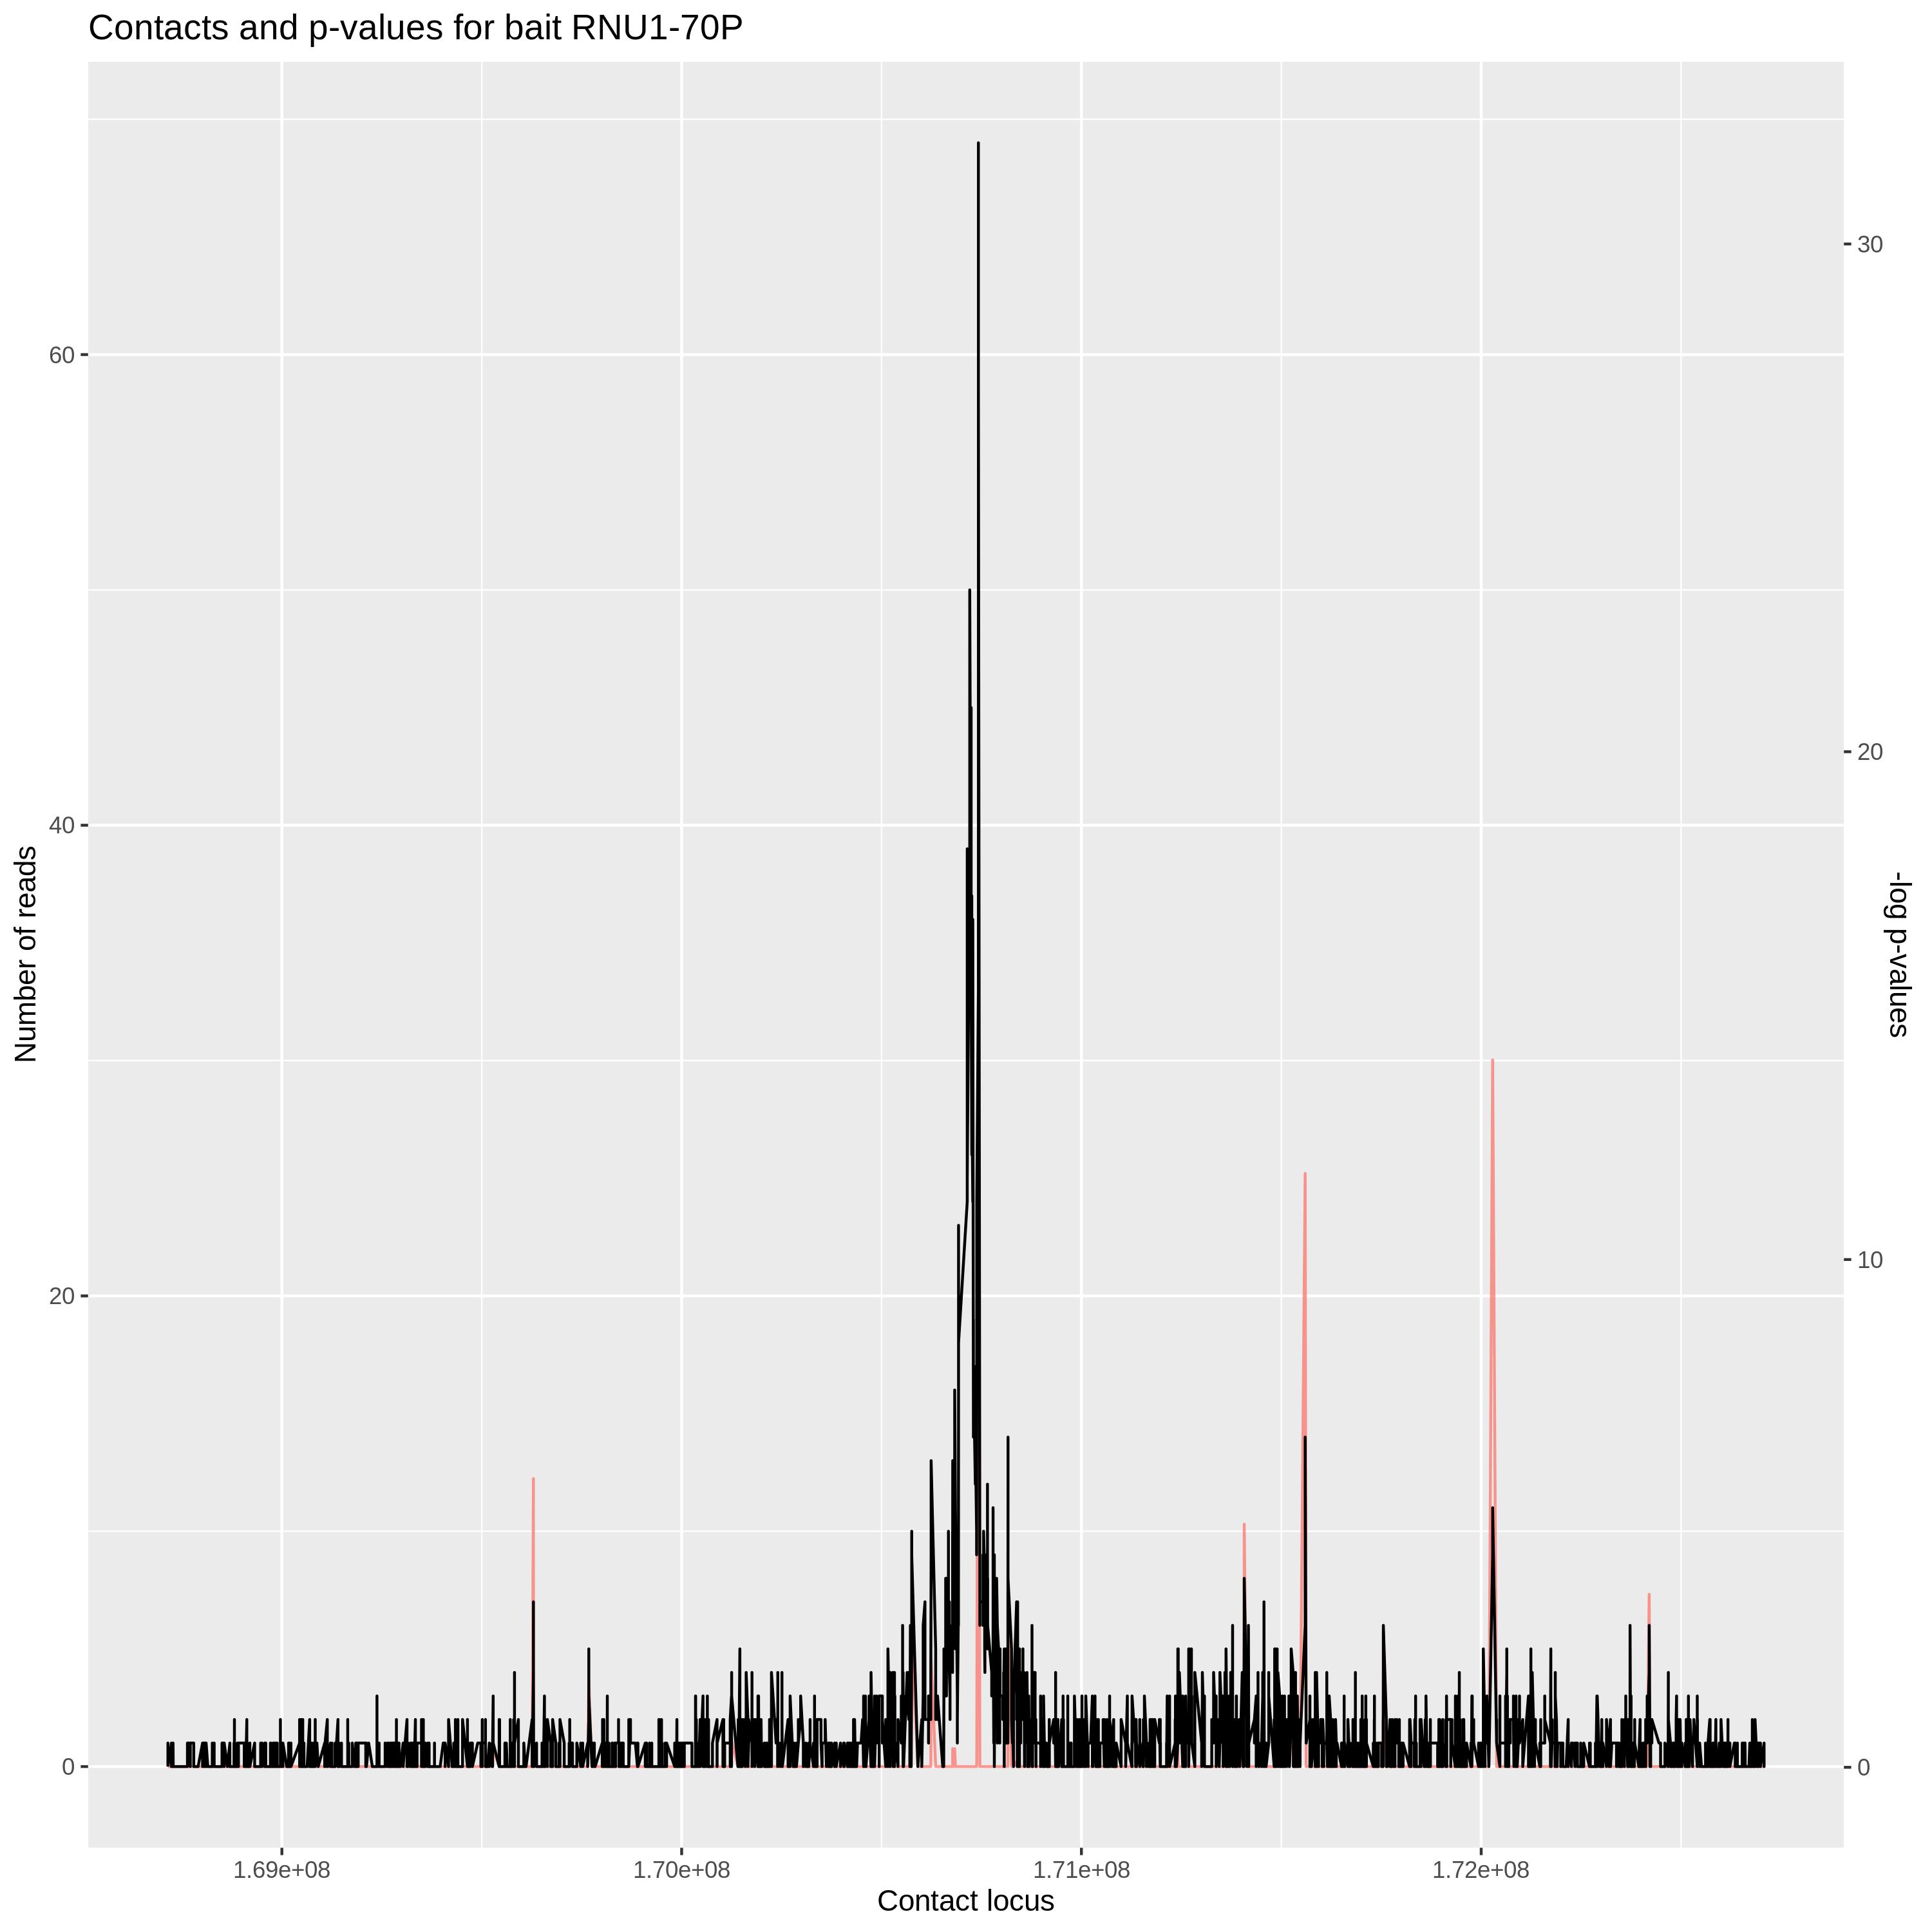 Contacts and p-values for bait RNU1-70P
60
40
20
0
Number of reads
30
20
10
0
-log p-values
1.69e+08
1.70e+08
1.71e+08
1.72e+08
Contact locus